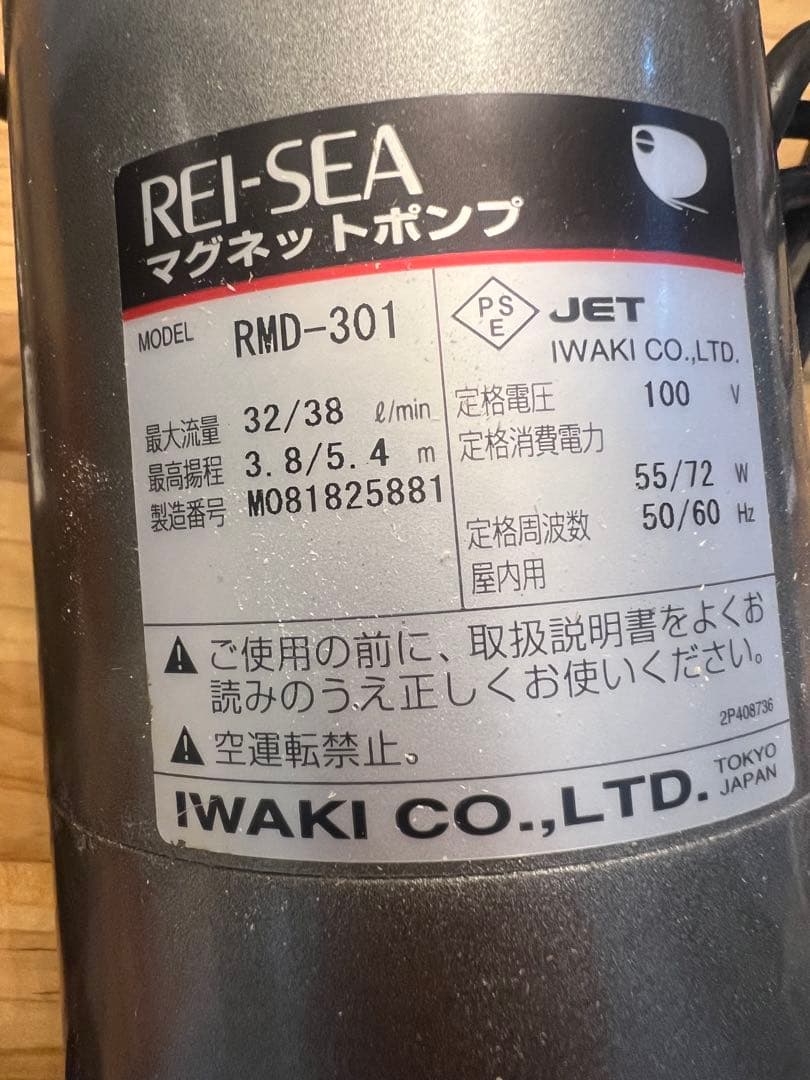 REI-SEA
マグネットポンプ
MODEL RMD-301
最大流量 32/38 ℓ/min
最高揚程 3.8/5.4 m
製造番号 M081825881
PSE JET
IWAKI CO.,LTD.
定格電圧 100 V
定格消費電力
55/72 W
定格周波数 50/60 Hz
屋内用
ご使用の前に、取扱説明書をよくお
読みのうえ正しくお使いください。
2P408736
空運転禁止。
IWAKI CO.,LTD. TOKYO
JAPAN